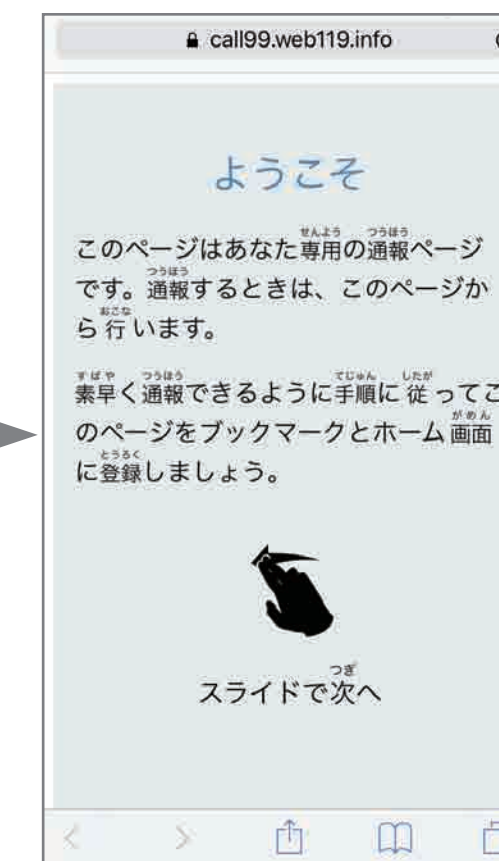 call99.web119.info
ようこそ
このページはあなた専用の通報ページ
です。通報するときは、このページか
ら行います。
素早く通報できるように手順に従ってこ
のページをブックマークとホーム画面
に登録しましょう。
スライドで次へ